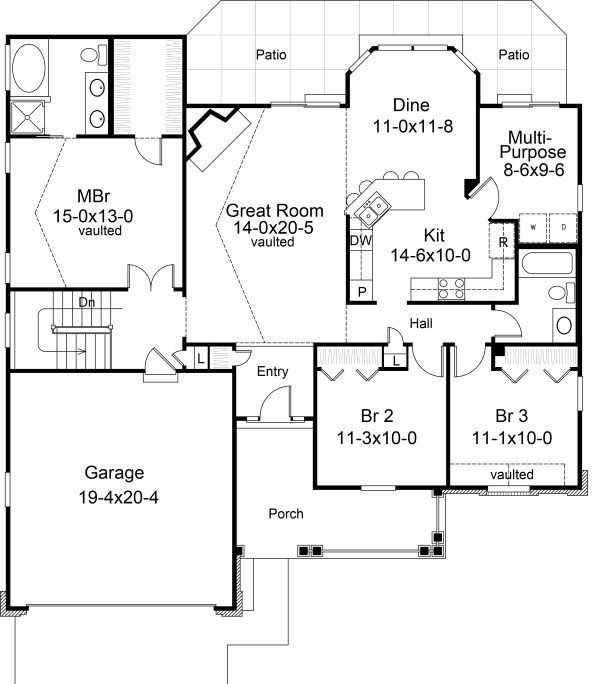 Patio
Patio
Dine
11-0x11-8
Multi-
Purpose
8-6x9-6
MBr
15-0x13-0
vaulted
Great Room
14-0x20-5
vaulted
W
D
DW
Kit
14-6x10-0
R
P
Dn
Hall
L
Entry
L
Br 2
11-3x10-0
Br 3
11-1x10-0
vaulted
Garage
19-4x20-4
Porch